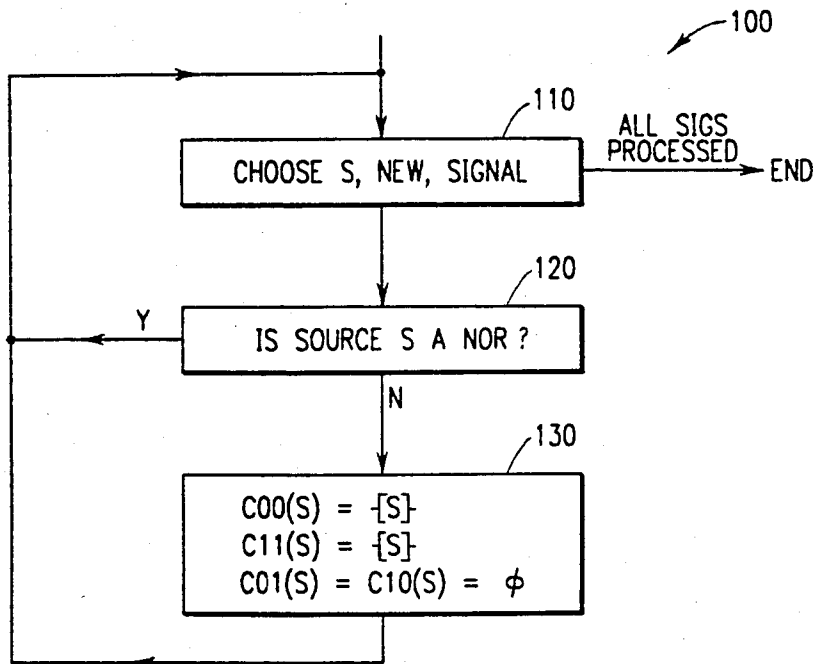 100
110
CHOOSE S, NEW, SIGNAL
ALL SIGS
PROCESSED
END
120
Y
IS SOURCE S A NOR ?
N
130
C00(S) = {S}
C11(S) = {S}
C01(S) = C10(S) = ϕ